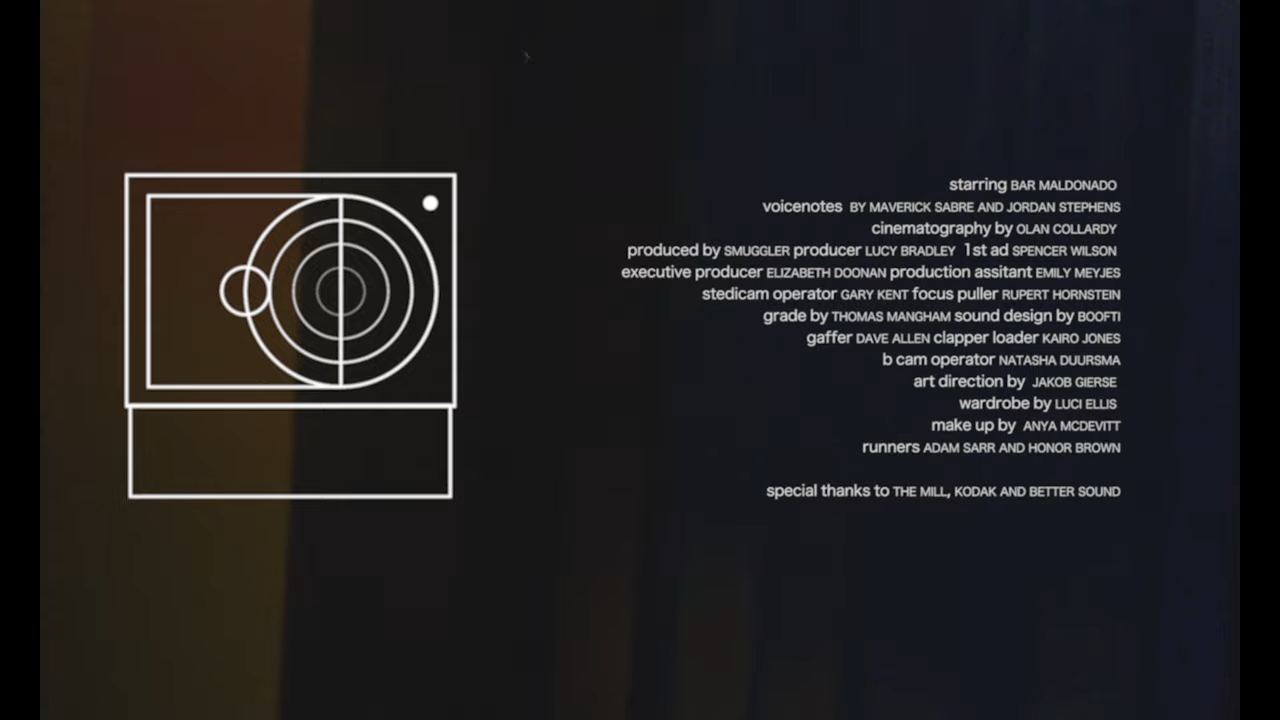 starring BAR MALDONADO
voicenotes BY MAVERICK SABRE AND JORDAN STEPHENS
cinematography by OLAN COLLARDY
produced by SMUGGLER producer LUCY BRADLEY 1st ad SPENCER WILSON
executive producer ELIZABETH DOONAN production assitant EMILY MEYJES
stedicam operator GARY KENT focus puller RUPERT HORNSTEIN
grade by THOMAS MANGHAM sound design by BOOFTI
gaffer DAVE ALLEN clapper loader KAIRO JONES
b cam operator NATASHA DUURSMA
art direction by JAKOB GIERSE
wardrobe by LUCI ELLIS
make up by ANYA MCDEVITT
runners ADAM SARR AND HONOR BROWN
special thanks to THE MILL, KODAK AND BETTER SOUND